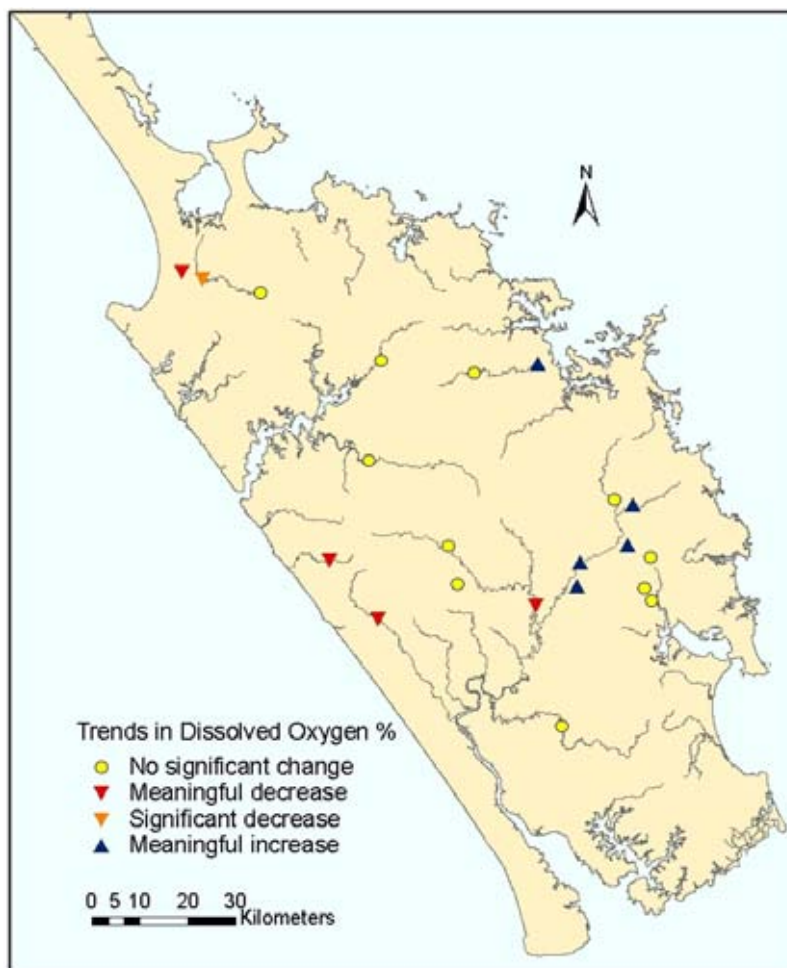 N
Trends in Dissolved Oxygen %
No significant change
Meaningful decrease
Significant decrease
Meaningful increase
0 5 10 20 30
Kilometers